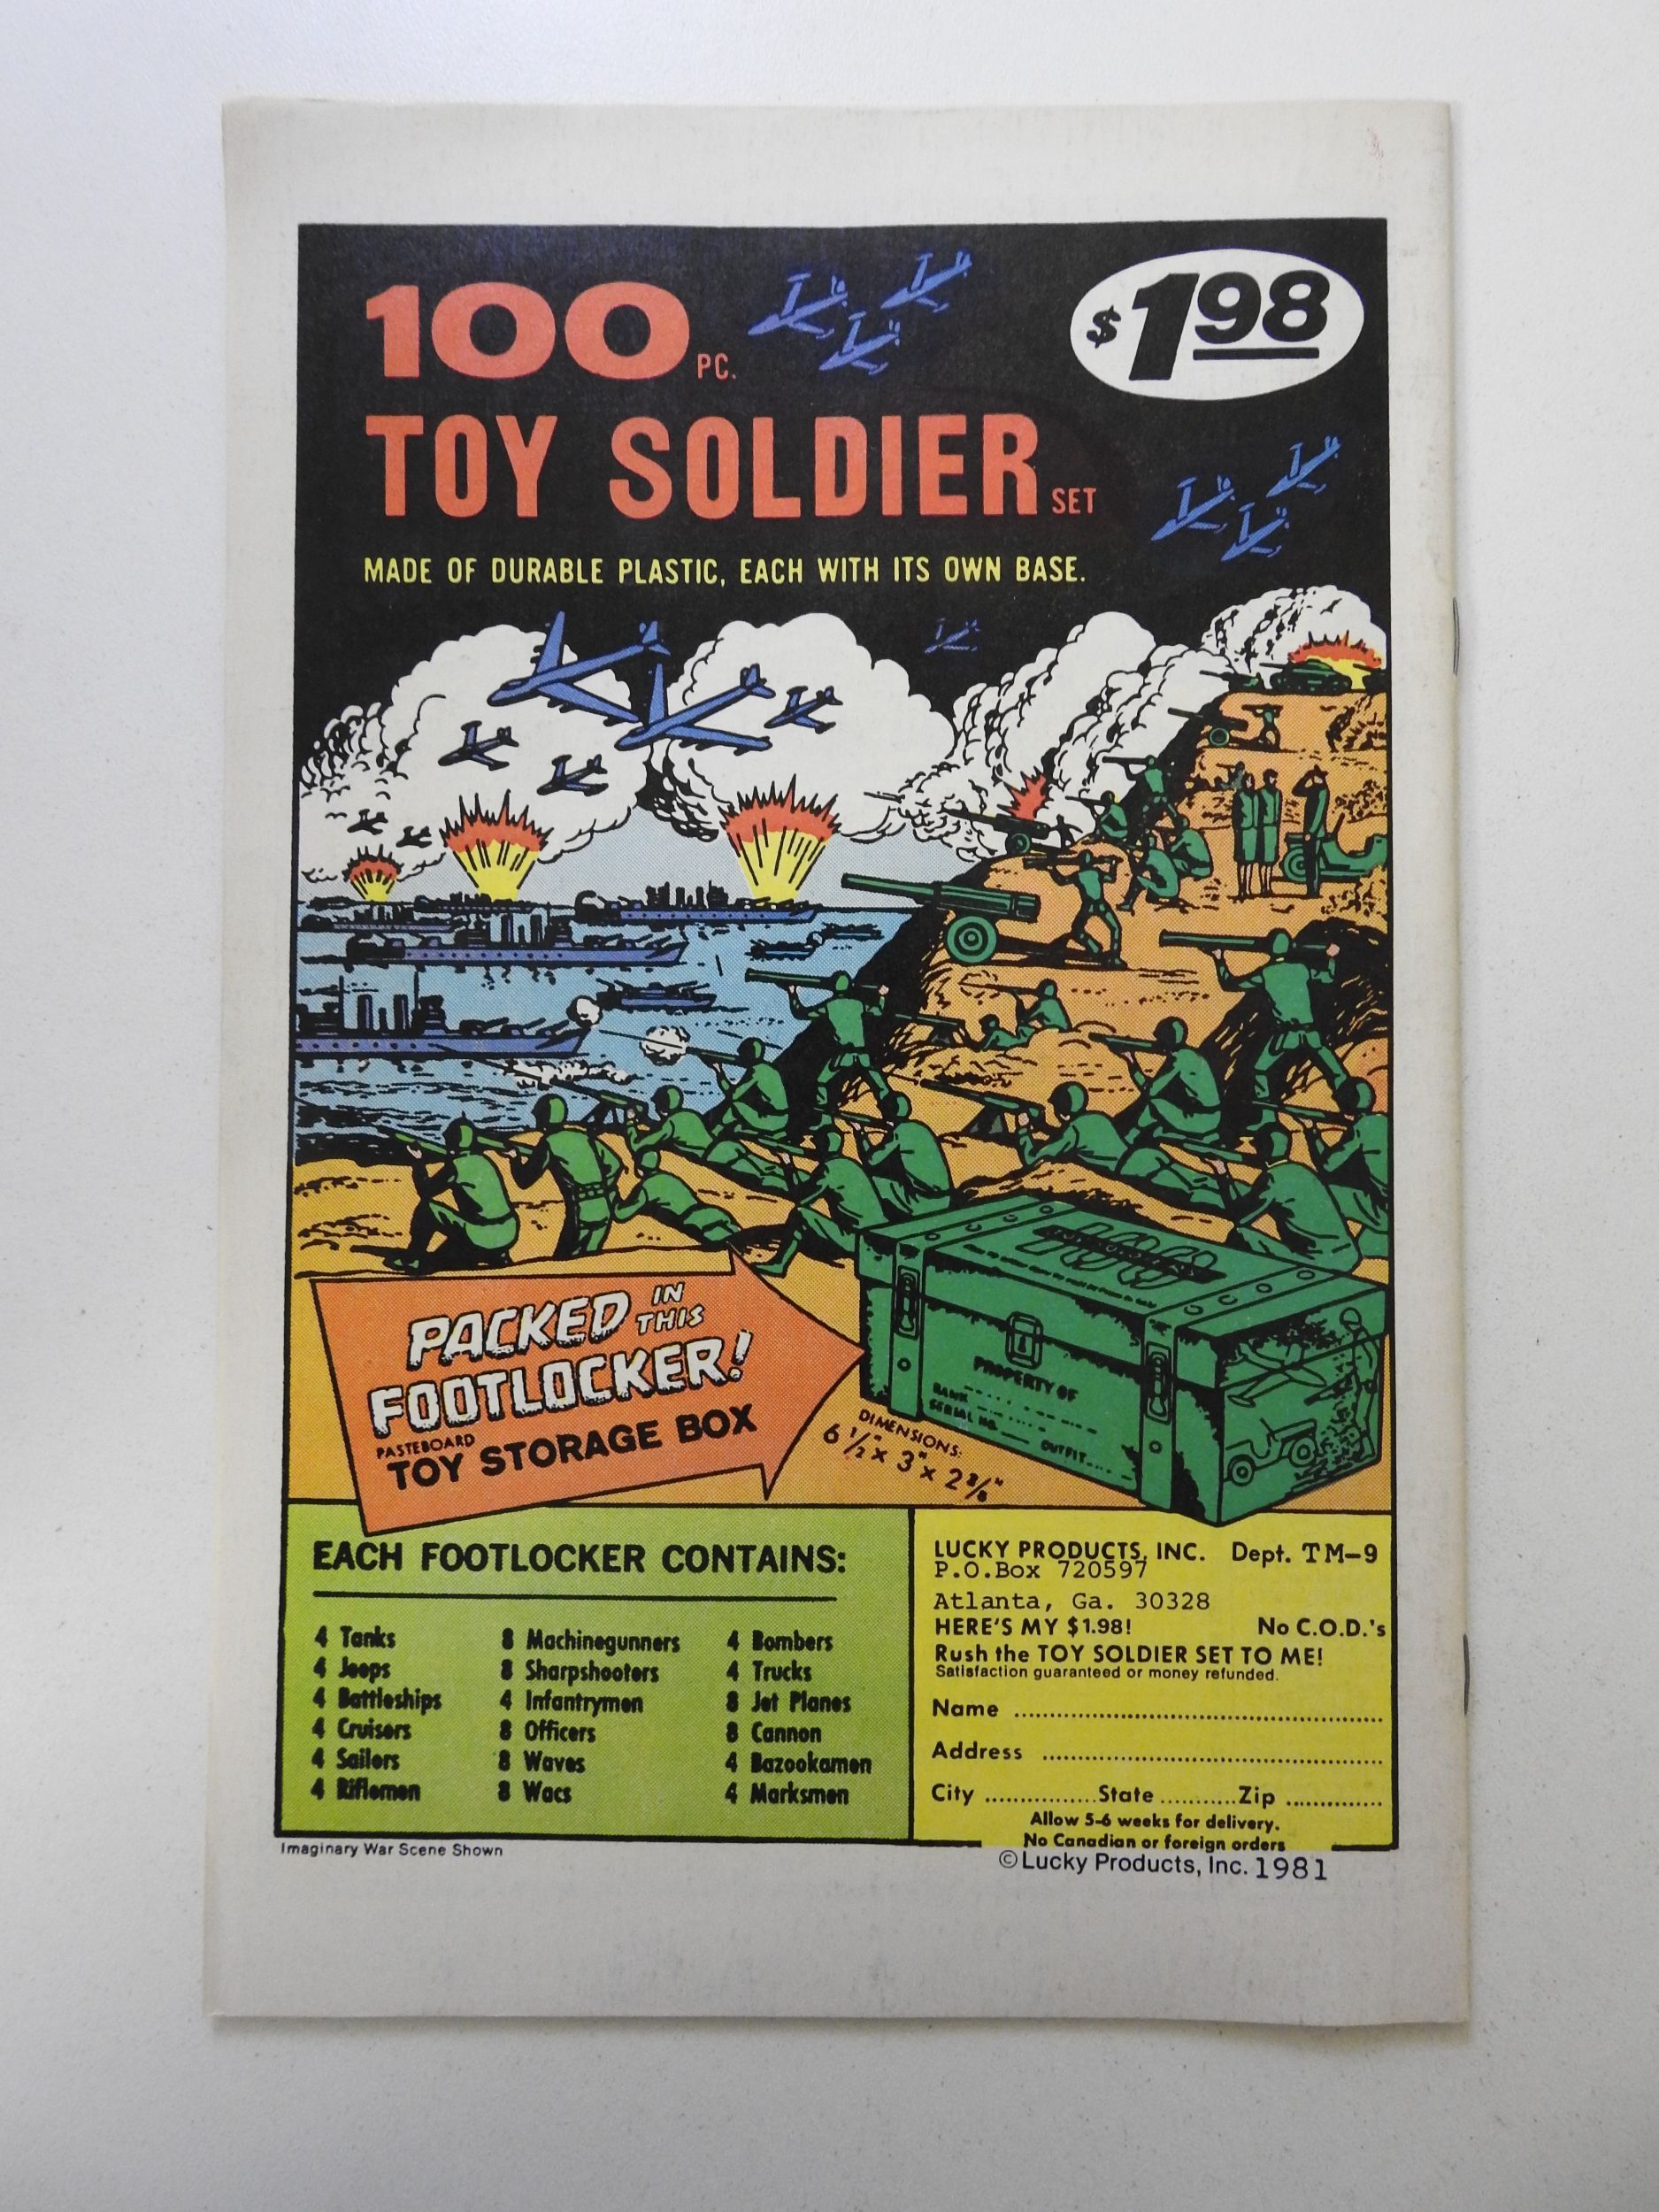 100 PC.
$1 98
TOY SOLDIER SET
MADE OF DURABLE PLASTIC, EACH WITH ITS OWN BASE.
PACKED IN THIS
FOOTLOCKER!
PASTEBOARD
TOY STORAGE BOX
100
PROPERTY OF
RANK
SERIAL NO.
OUTFIT
DIMENSIONS:
6 1/2" x 3" x 2 3/8"
EACH FOOTLOCKER CONTAINS:
4 Tanks
4 Jeeps
4 Battleships
4 Cruisers
4 Sailors
4 Riflemen
8 Machinegunners
8 Sharpshooters
4 Infantrymen
8 Officers
8 Waves
8 Wacs
4 Bombers
4 Trucks
8 Jet Planes
8 Cannon
4 Bazookamen
4 Marksmen
LUCKY PRODUCTS, INC. Dept. TM-9
P.O.Box 720597
Atlanta, Ga. 30328
HERE'S MY $1.98! No C.O.D.'s
Rush the TOY SOLDIER SET TO ME!
Satisfaction guaranteed or money refunded.
Name
Address
City State Zip
Allow 5-6 weeks for delivery.
No Canadian or foreign orders
Imaginary War Scene Shown
© Lucky Products, Inc. 1981